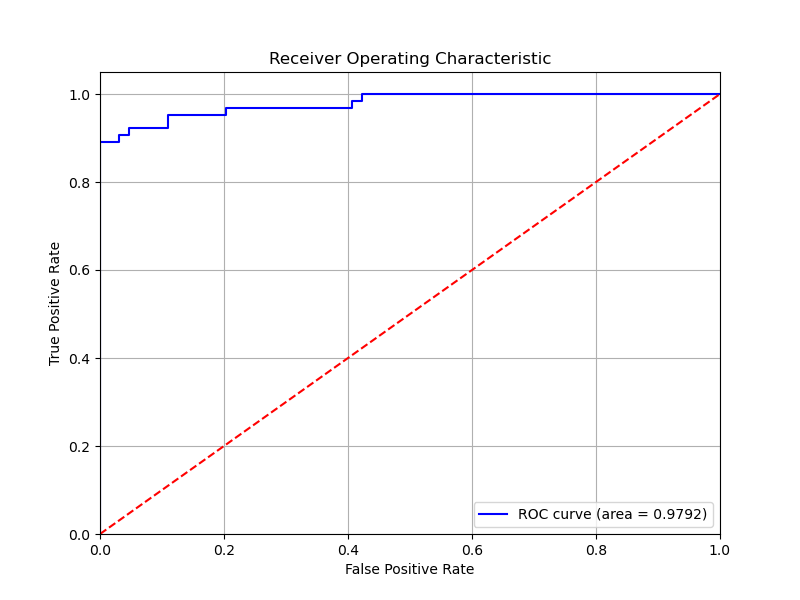 Receiver Operating Characteristic
1.0
0.8
0.6
0.4
0.2
0.0
True Positive Rate
0.0 0.2 0.4 0.6 0.8 1.0
False Positive Rate
ROC curve (area = 0.9792)